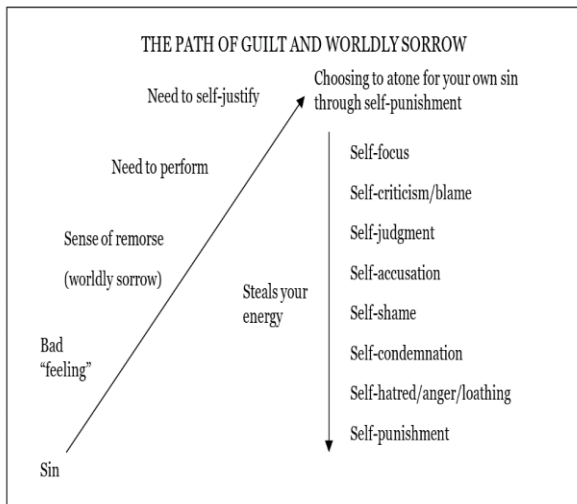 THE PATH OF GUILT AND WORLDLY SORROW
Choosing to atone for your own sin
through self-punishment
Need to self-justify
Need to perform
Sense of remorse
(worldly sorrow)
Bad
“feeling”
Sin
Steals your
energy
Self-focus
Self-criticism/blame
Self-judgment
Self-accusation
Self-shame
Self-condemnation
Self-hatred/anger/loathing
Self-punishment